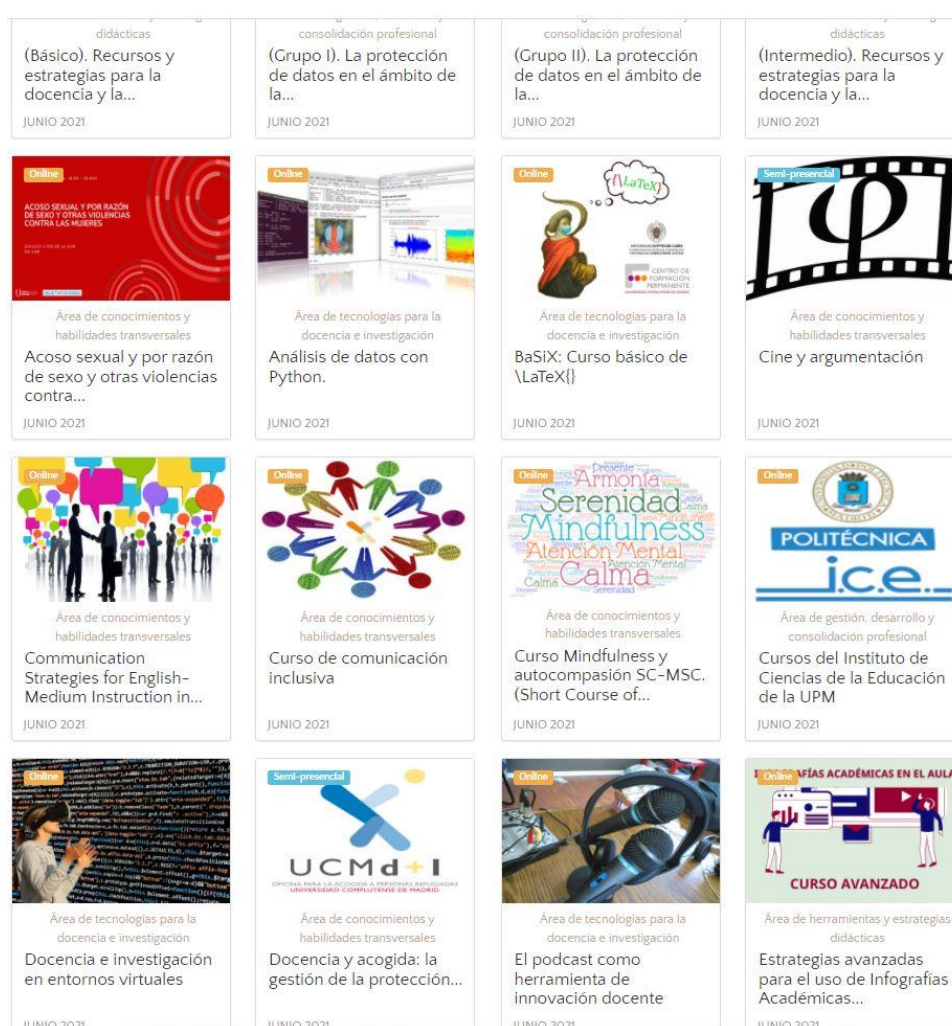 didácticas
(Básico). Recursos y
estrategias para la
docencia y la...
JUNIO 2021
consolidación profesional
(Grupo I). La protección
de datos en el ámbito de
la...
JUNIO 2021
consolidación profesional
(Grupo II). La protección
de datos en el ámbito de
la...
JUNIO 2021
didácticas
(Intermedio). Recursos y
estrategias para la
docencia y la...
JUNIO 2021
Online
ACOSO SEXUAL Y POR RAZÓN
DE SEXO Y OTRAS VIOLENCIAS
CONTRA LAS MUJERES
Área de conocimientos y
habilidades transversales
Acoso sexual y por razón
de sexo y otras violencias
contra...
JUNIO 2021
Online
Área de tecnologías para la
docencia e investigación
Análisis de datos con
Python.
JUNIO 2021
Online
{\LaTeX}
CENTRO DE
FORMACIÓN
PERMANENTE
Área de tecnologías para la
docencia e investigación
BaSiX: Curso básico de
\LaTeX{}
JUNIO 2021
Semi-presencial
Área de conocimientos y
habilidades transversales
Cine y argumentación
JUNIO 2021
Online
Área de conocimientos y
habilidades transversales
Communication
Strategies for English-
Medium Instruction in...
JUNIO 2021
Online
Área de conocimientos y
habilidades transversales
Curso de comunicación
inclusiva
JUNIO 2021
Online
Presente
Armonía
Serenidad
Mindfulness
Atención Mental
Calma
Serenidad
Área de conocimientos y
habilidades transversales
Curso Mindfulness y
autocompasión SC-MSC.
(Short Course of...
JUNIO 2021
Online
POLITÉCNICA
i.c.e.
Área de gestión, desarrollo y
consolidación profesional
Cursos del Instituto de
Ciencias de la Educación
de la UPM
JUNIO 2021
Online
Área de tecnologías para la
docencia e investigación
Docencia e investigación
en entornos virtuales
JUNIO 2021
Semi-presencial
UCMd+I
OFICINA PARA LA ACOGIDA A PERSONAS REFUGIADAS
UNIVERSIDAD COMPLUTENSE DE MADRID
Área de conocimientos y
habilidades transversales
Docencia y acogida: la
gestión de la protección...
JUNIO 2021
Online
Área de tecnologías para la
docencia e investigación
El podcast como
herramienta de
innovación docente
JUNIO 2021
Online
AFÍAS ACADÉMICAS EN EL AULA
CURSO AVANZADO
Área de herramientas y estrategias
didácticas
Estrategias avanzadas
para el uso de Infografías
Académicas...
JUNIO 2021